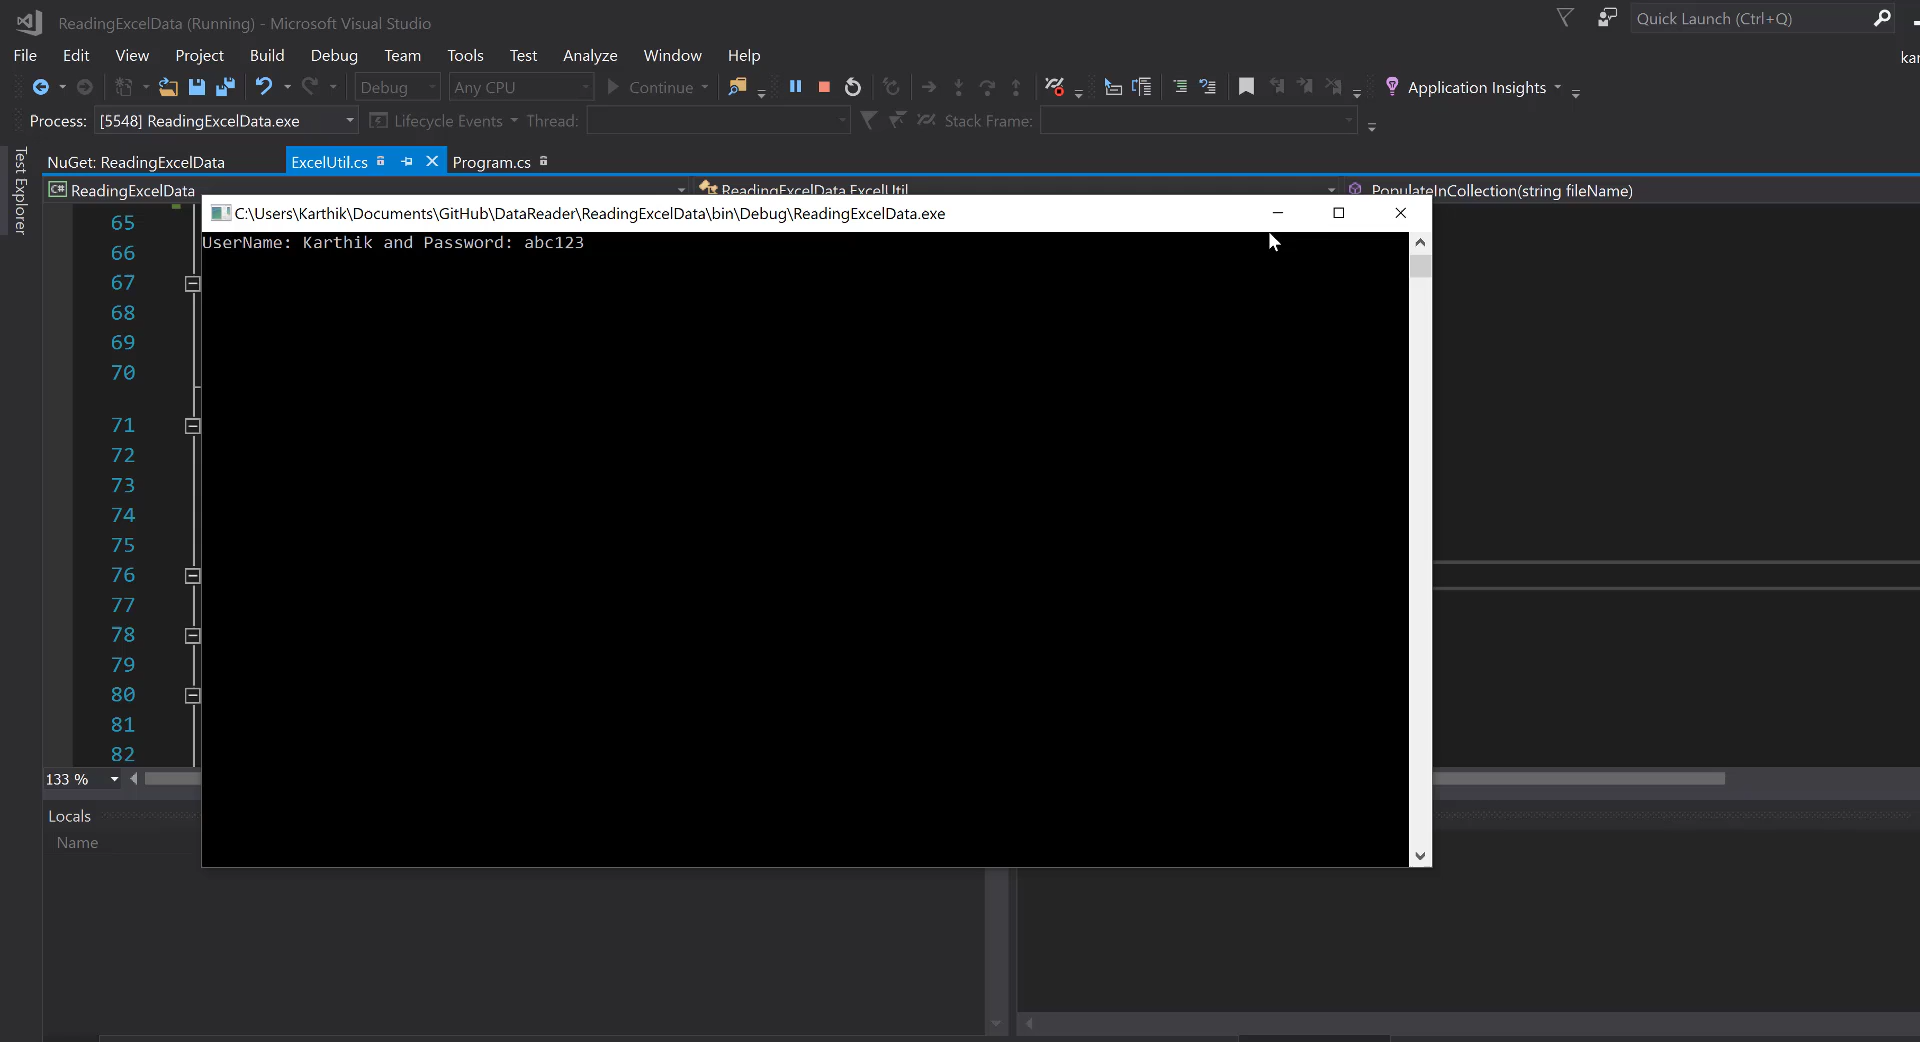 ReadingExcelData (Running) - Microsoft Visual Studio
Quick Launch (Ctrl+Q)
File Edit View Project Build Debug Team Tools Test Analyze Window Help
kar
Debug Any CPU Continue Application Insights
Process: [5548] ReadingExcelData.exe Lifecycle Events Thread: Stack Frame:
Test Explorer
NuGet: ReadingExcelData ExcelUtil.cs Program.cs
C# ReadingExcelData ReadingExcelData.ExcelUtil PopulateInCollection(string fileName)
C:\Users\Karthik\Documents\GitHub\DataReader\ReadingExcelData\bin\Debug\ReadingExcelData.exe
UserName: Karthik and Password: abc123
65
66
67
68
69
70
71
72
73
74
75
76
77
78
79
80
81
82
133 %
Locals
Name